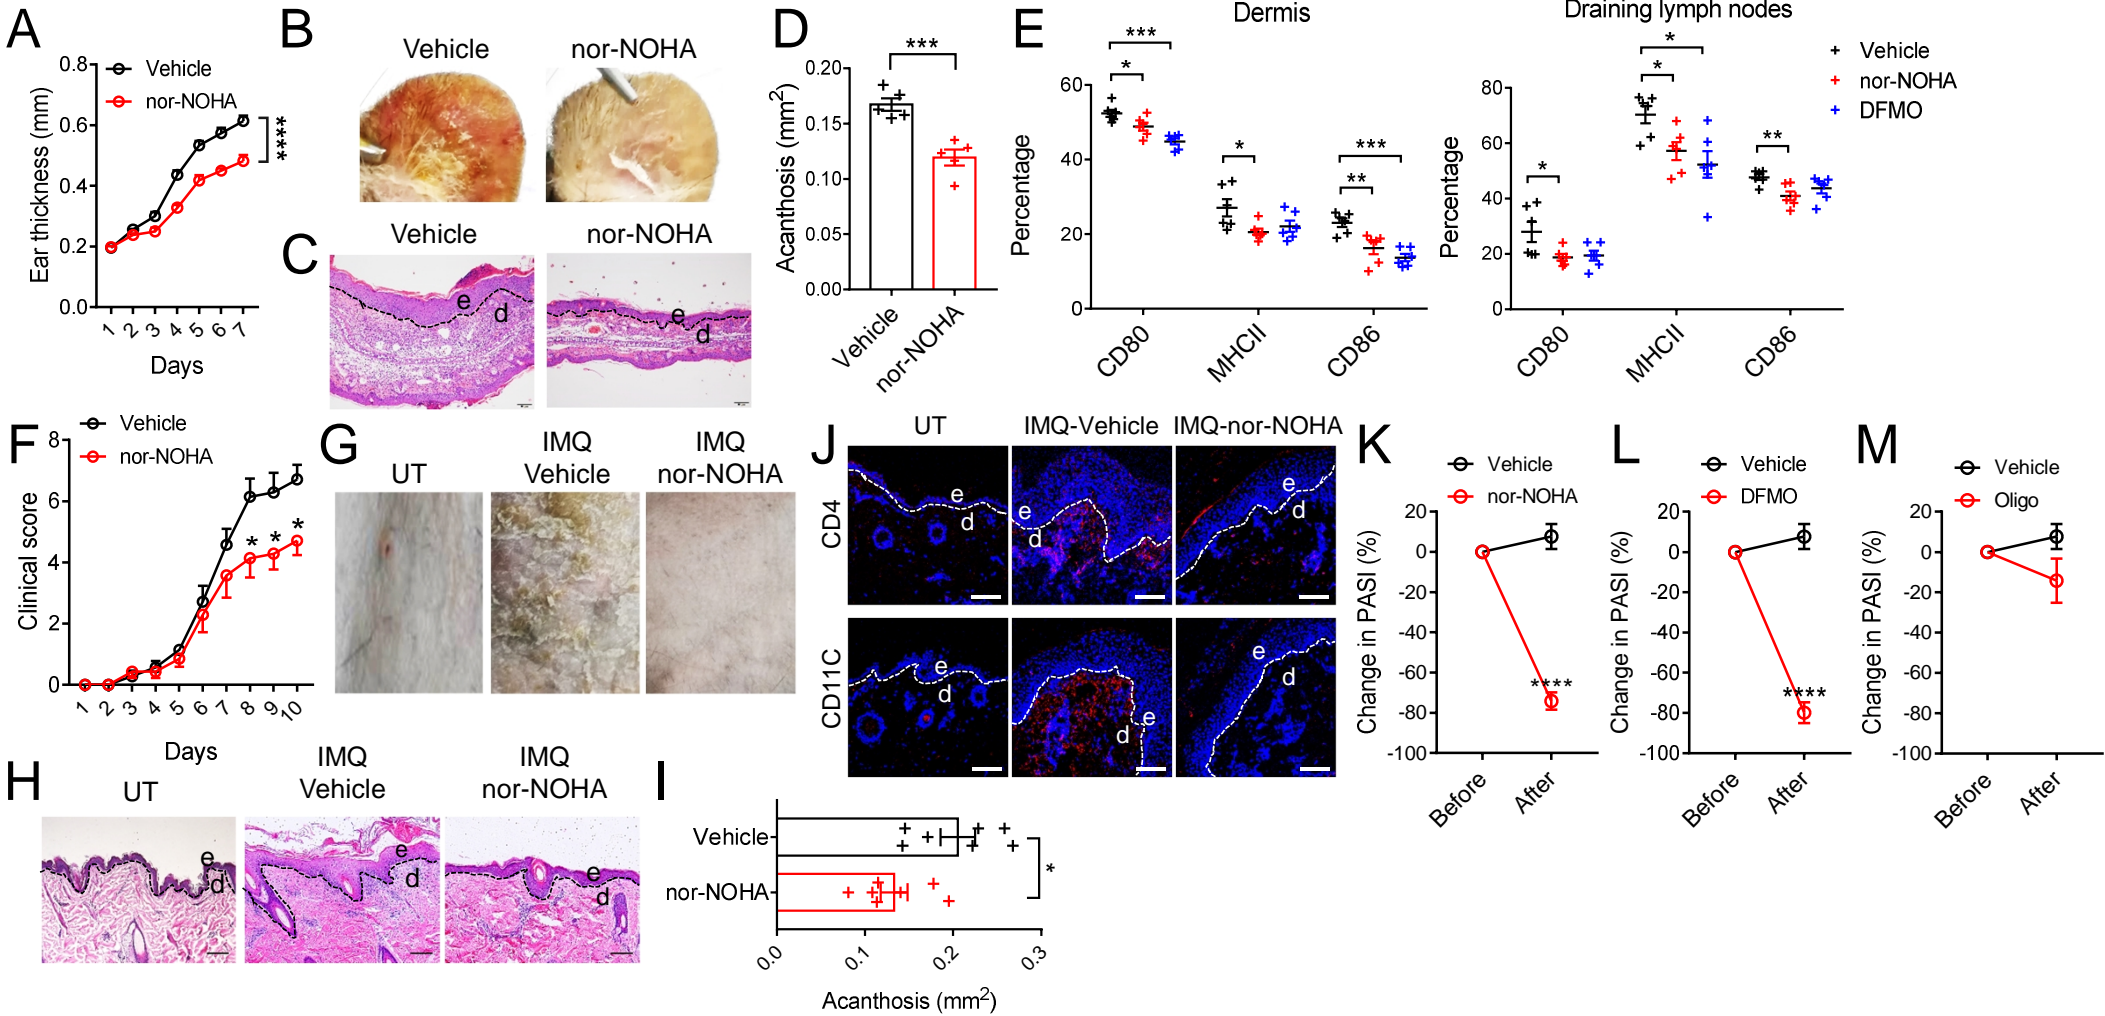 A
0.8
0.6
0.4
0.2
0.0
Ear thickness (mm)
Vehicle
nor-NOHA
****
1 2 3 4 5 6 7
Days
B
Vehicle
nor-NOHA
C
Vehicle
nor-NOHA
e
d
e
d
D
***
0.20
0.15
0.10
0.05
0.00
Acanthosis (mm2)
Vehicle
nor-NOHA
E
Dermis
***
*
*
***
**
60
40
20
0
Percentage
CD80
MHCII
CD86
Draining lymph nodes
*
*
*
**
80
60
40
20
0
Percentage
CD80
MHCII
CD86
Vehicle
nor-NOHA
DFMO
F
Vehicle
nor-NOHA
8
6
4
2
0
Clinical score
* * *
1 2 3 4 5 6 7 8 9 10
Days
G
UT
IMQ
Vehicle
IMQ
nor-NOHA
H
UT
IMQ
Vehicle
IMQ
nor-NOHA
e
d
e
d
e
d
I
Vehicle
nor-NOHA
*
0.0
0.1
0.2
0.3
Acanthosis (mm2)
J
UT
IMQ-Vehicle
IMQ-nor-NOHA
CD4
e
d
e
d
e
d
CD11C
e
d
e
d
e
d
K
Vehicle
nor-NOHA
20
0
-20
-40
-60
-80
-100
Change in PASI (%)
****
Before
After
L
Vehicle
DFMO
20
0
-20
-40
-60
-80
-100
Change in PASI (%)
****
Before
After
M
Vehicle
Oligo
20
0
-20
-40
-60
-80
-100
Change in PASI (%)
Before
After